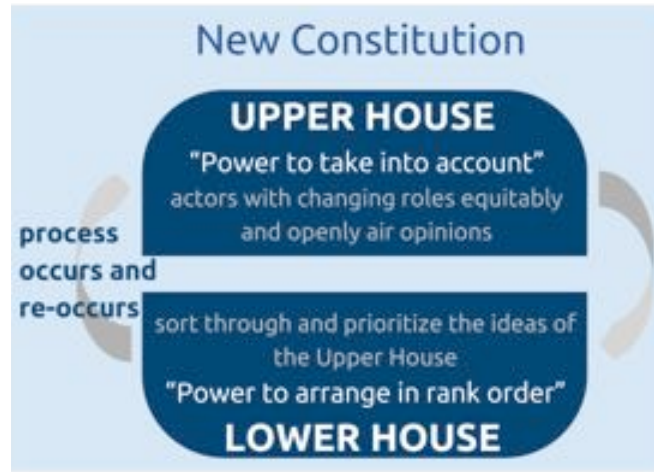 New Constitution
UPPER HOUSE
"Power to take into account"
actors with changing roles equitably
and openly air opinions
process
occurs and
re-occurs
sort through and prioritize the ideas of
the Upper House
"Power to arrange in rank order"
LOWER HOUSE